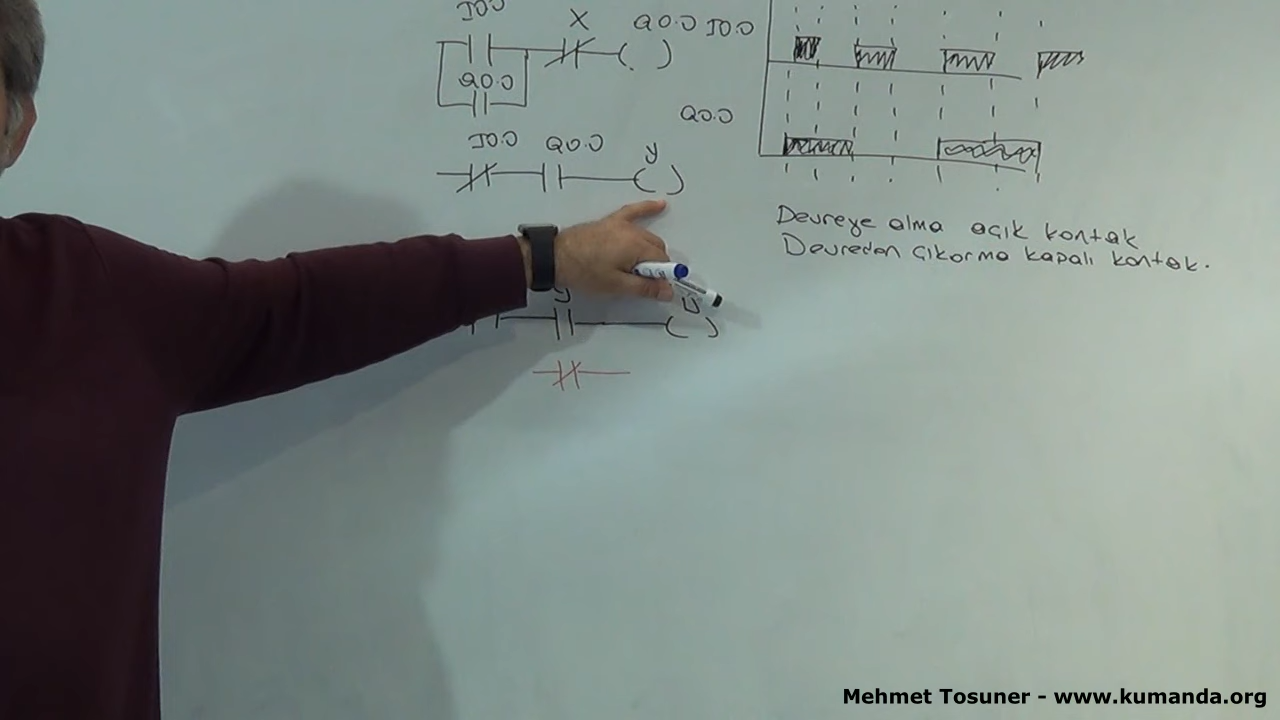 I0.0
X Q0.0 I0.0
Q0.0
Q0.0
I0.0 Q0.0 y
Devreye alma açık kontak
Devreden çıkarma kapalı kontak.
y
Mehmet Tosuner - www.kumanda.org